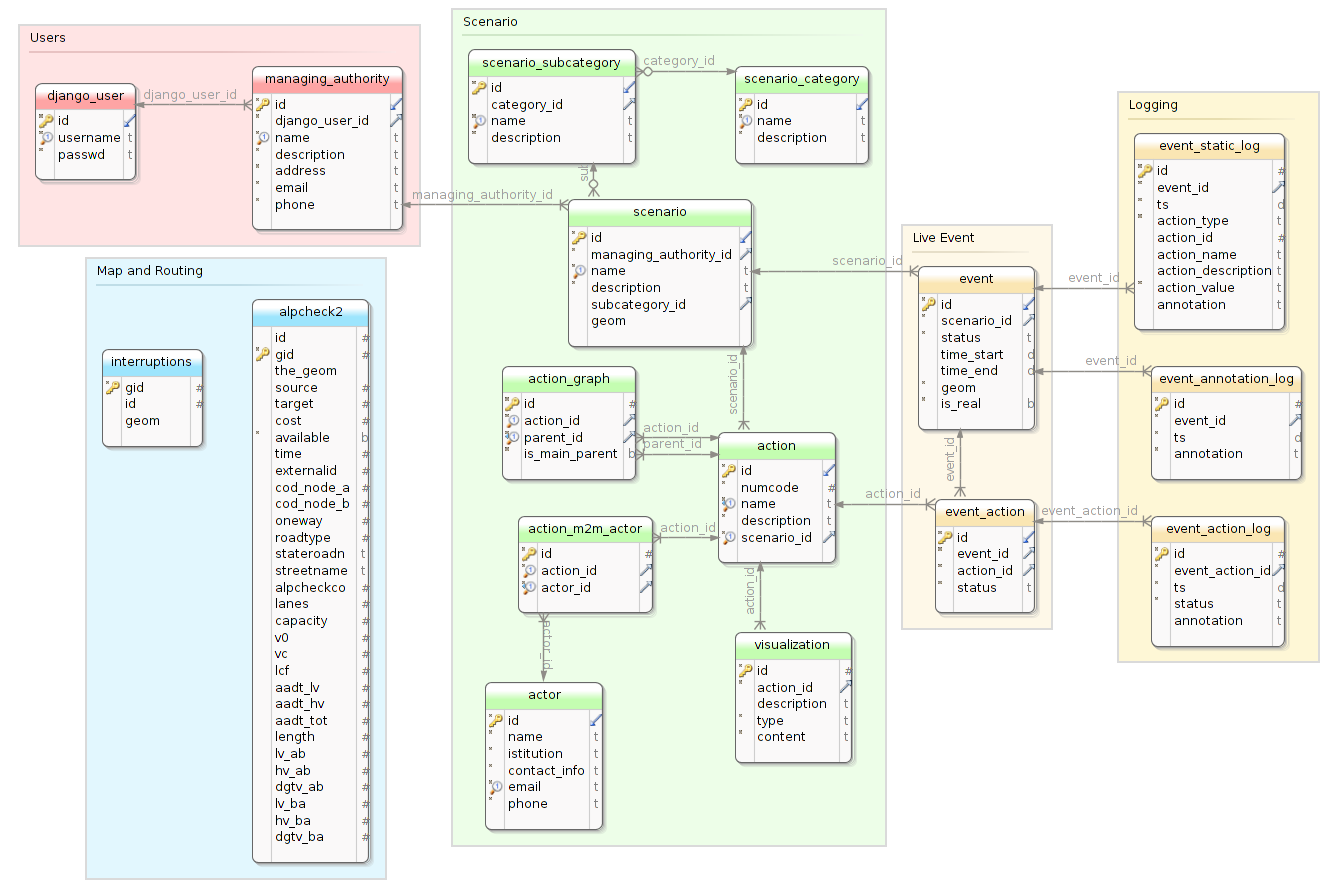 Users
django_user
id #
username t
passwd t
django_user_id
managing_authority
id
django_user_id
name t
description t
address t
email t
phone t
managing_authority_id
Map and Routing
interruptions
gid #
id #
geom
alpcheck2
id #
gid #
the_geom
source #
target #
cost #
available b
time #
externalid #
cod_node_a #
cod_node_b #
oneway #
roadtype #
stateroadn t
streetname t
alpcheckco #
lanes #
capacity #
v0 #
vc #
lcf #
aadt_lv #
aadt_hv #
aadt_tot #
length #
lv_ab #
hv_ab #
dgtv_ab #
lv_ba #
hv_ba #
dgtv_ba #
Scenario
scenario_subcategory
id
category_id
name t
description t
category_id
scenario_category
id
name t
description t
sul
scenario
id
managing_authority_id
name t
description t
subcategory_id
geom
scenario_id
action_graph
id #
action_id
parent_id
is_main_parent b
action_id
parent_id
action
id
numcode #
name t
description t
scenario_id
action_m2m_actor
id #
action_id
actor_id
action_id
actor_id
action_id
actor
id
name t
istitution t
contact_info t
email t
phone t
visualization
id #
action_id
description t
type t
content t
Live Event
scenario_id
event
id
scenario_id
status t
time_start d
time_end d
geom
is_real b
event_id
action_id
event_action
id
event_id
action_id
status t
Logging
event_static_log
id #
event_id
ts d
action_type t
action_id #
action_name t
action_description t
action_value t
annotation t
event_id
event_id
event_annotation_log
id #
event_id
ts d
annotation t
event_action_id
event_action_log
id #
event_action_id
ts d
status t
annotation t